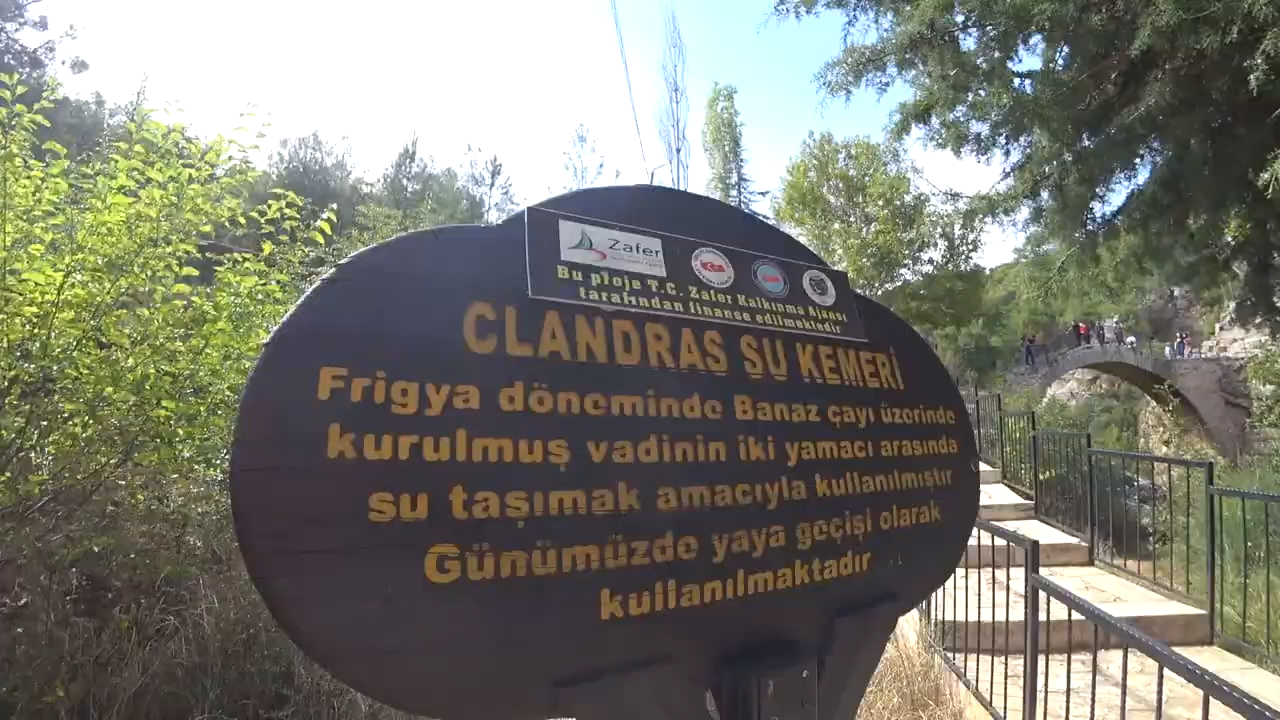 Zafer
Bu proje T.C. Zafer Kalkınma Ajansı
tarafından finanse edilmektedir
CLANDRAS SU KEMERİ
Frigya döneminde Banaz çayı üzerinde
kurulmuş vadinin iki yamacı arasında
su taşımak amacıyla kullanılmıştır
Günümüzde yaya geçişi olarak
kullanılmaktadır